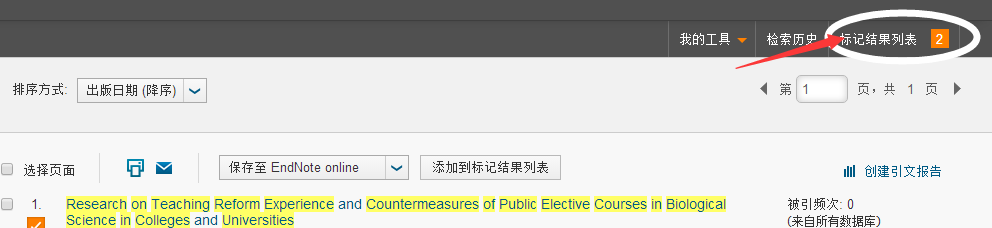 我的工具 检索历史 标记结果列表 2
排序方式: 出版日期 (降序) 第 1 页，共 1 页
选择页面 保存至 EndNote online 添加到标记结果列表 创建引文报告
1. Research on Teaching Reform Experience and Countermeasures of Public Elective Courses in Biological 被引频次: 0
Science in Colleges and Universities (来自所有数据库)